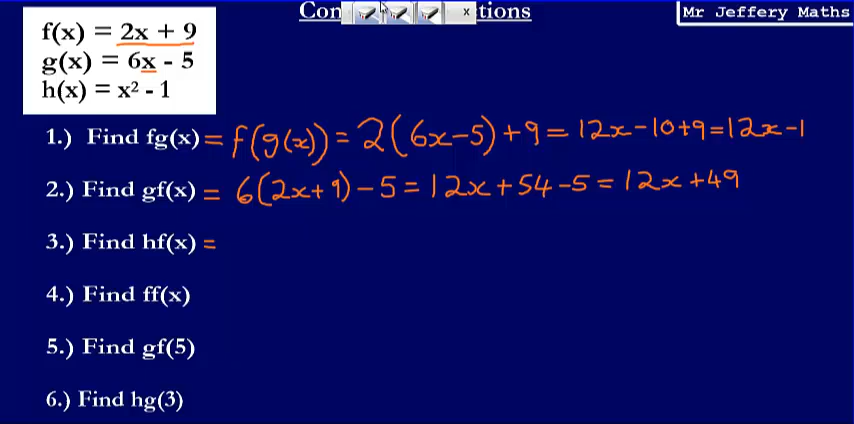 Con tions
Mr Jeffery Maths
f(x) = 2x + 9
g(x) = 6x - 5
h(x) = x² - 1
1.) Find fg(x) = f(g(x)) = 2(6x-5)+9 = 12x-10+9 = 12x-1
2.) Find gf(x) = 6(2x+9)-5 = 12x+54-5 = 12x+49
3.) Find hf(x) =
4.) Find ff(x)
5.) Find gf(5)
6.) Find hg(3)